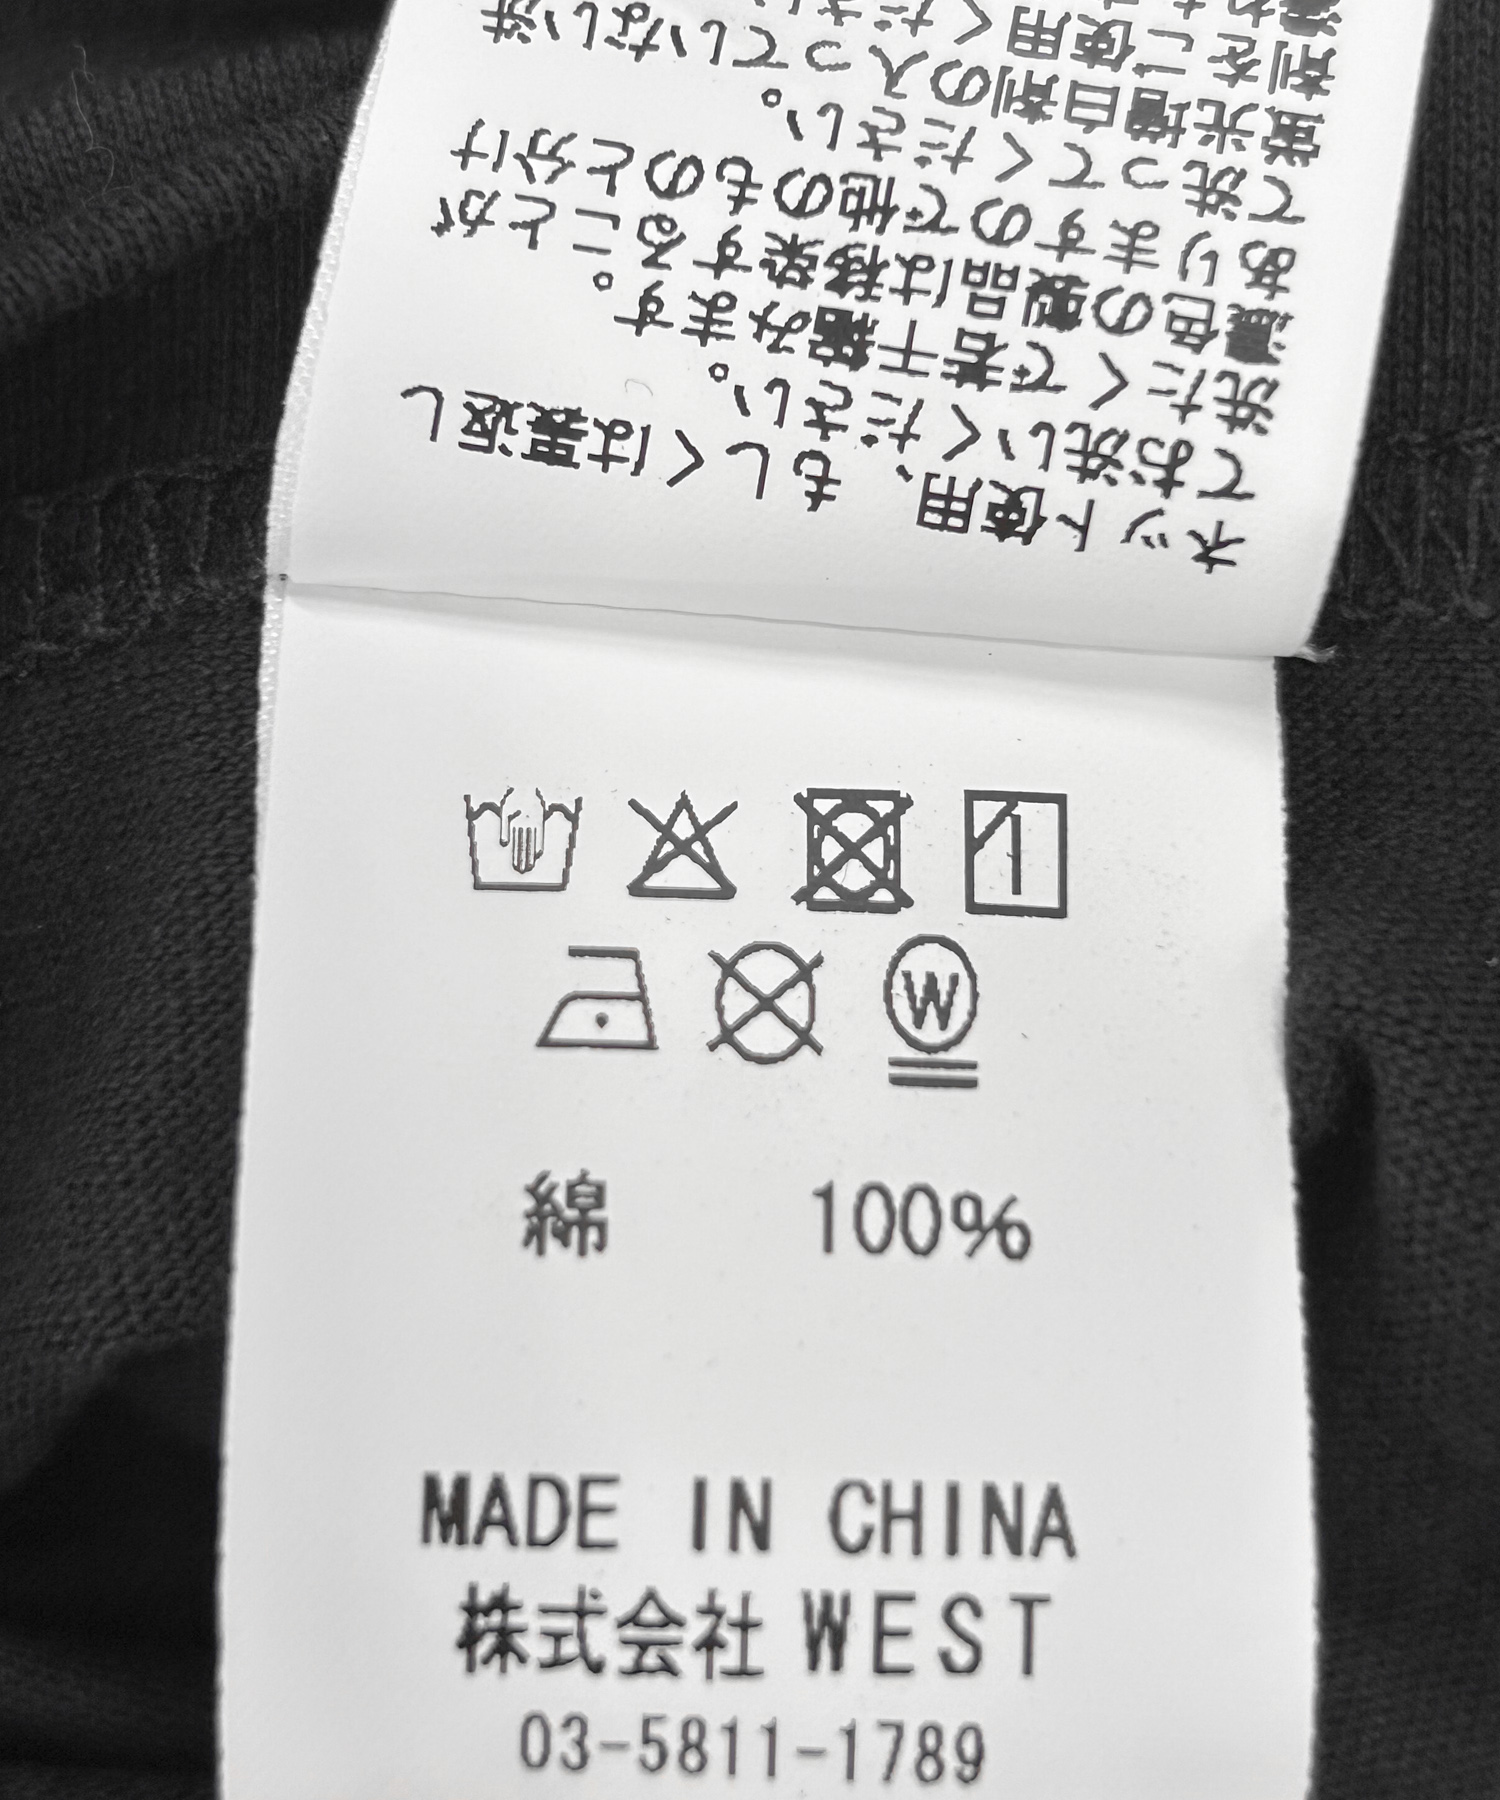 ネット使用、もしくは裏返し
てお洗いください。
洗たくで若干縮みます。
濃色の製品は移染することが
ありますので他のものと分け
て洗ってください。
蛍光増白剤の入っていない洗
剤をご使用ください。
W
綿 100%
MADE IN CHINA
株式会社 WEST
03-5811-1789